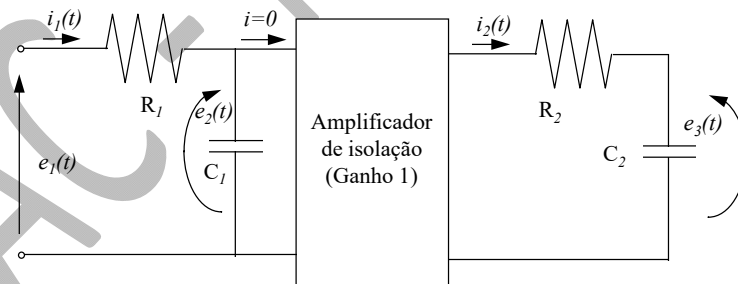 i₁(t)
i=0
i₂(t)
R₁
e₂(t)
C₁
e₁(t)
Amplificador
de isolação
(Ganho 1)
R₂
C₂
e₃(t)